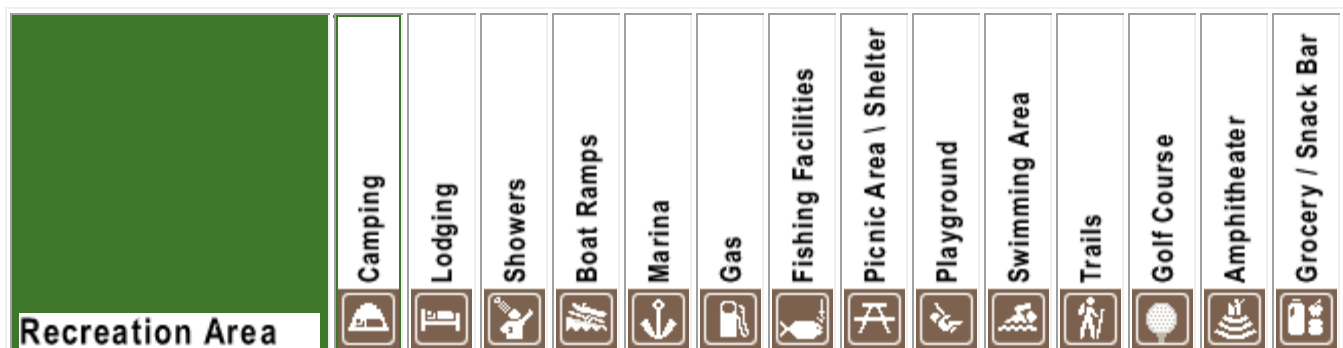 Recreation Area
Camping
Lodging
Showers
Boat Ramps
Marina
Gas
Fishing Facilities
Picnic Area \ Shelter
Playground
Swimming Area
Trails
Golf Course
Amphitheater
Grocery / Snack Bar